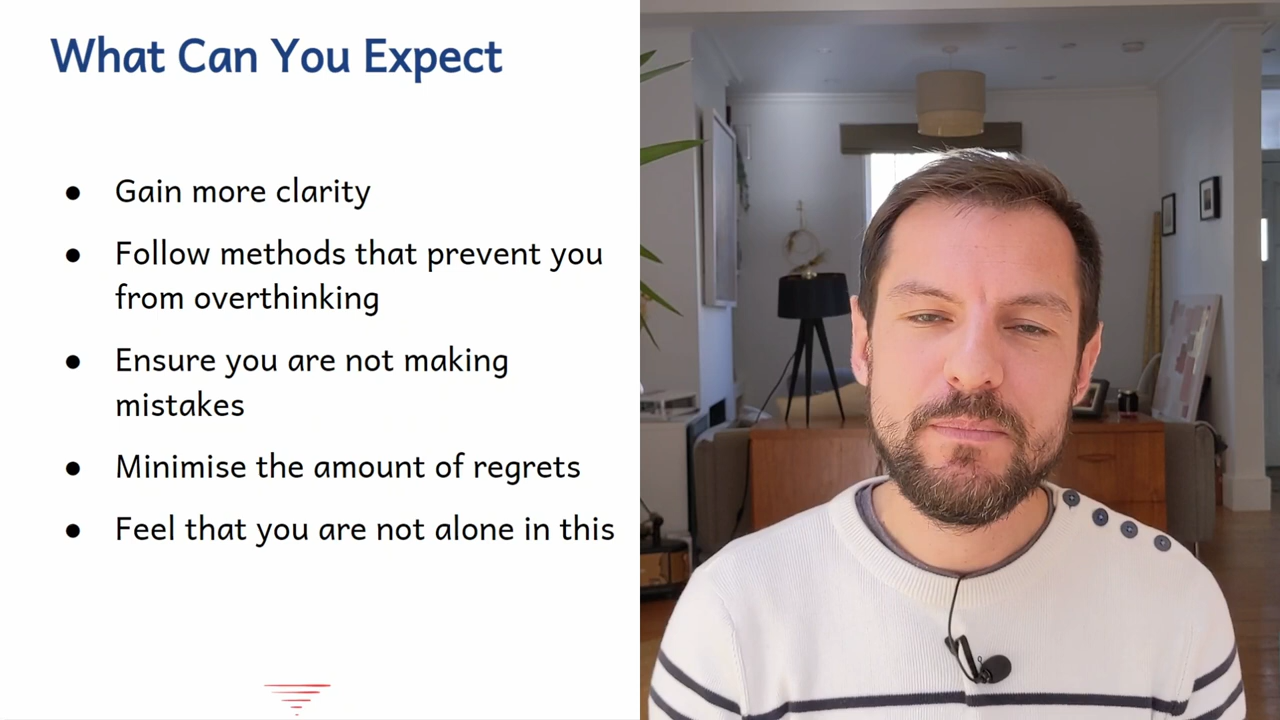 What Can You Expect
● Gain more clarity
● Follow methods that prevent you
from overthinking
● Ensure you are not making
mistakes
● Minimise the amount of regrets
● Feel that you are not alone in this